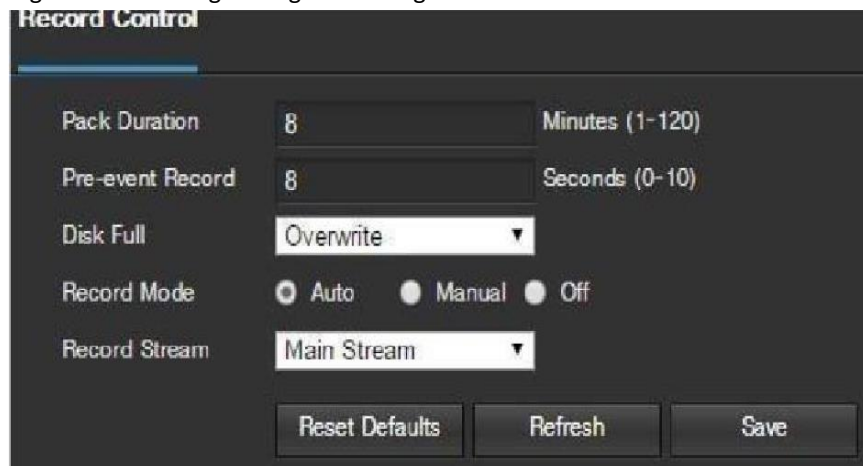 Record Control
Pack Duration 8 Minutes (1-120)
Pre-event Record 8 Seconds (0-10)
Disk Full Overwrite
Record Mode Auto Manual Off
Record Stream Main Stream
Reset Defaults Refresh Save